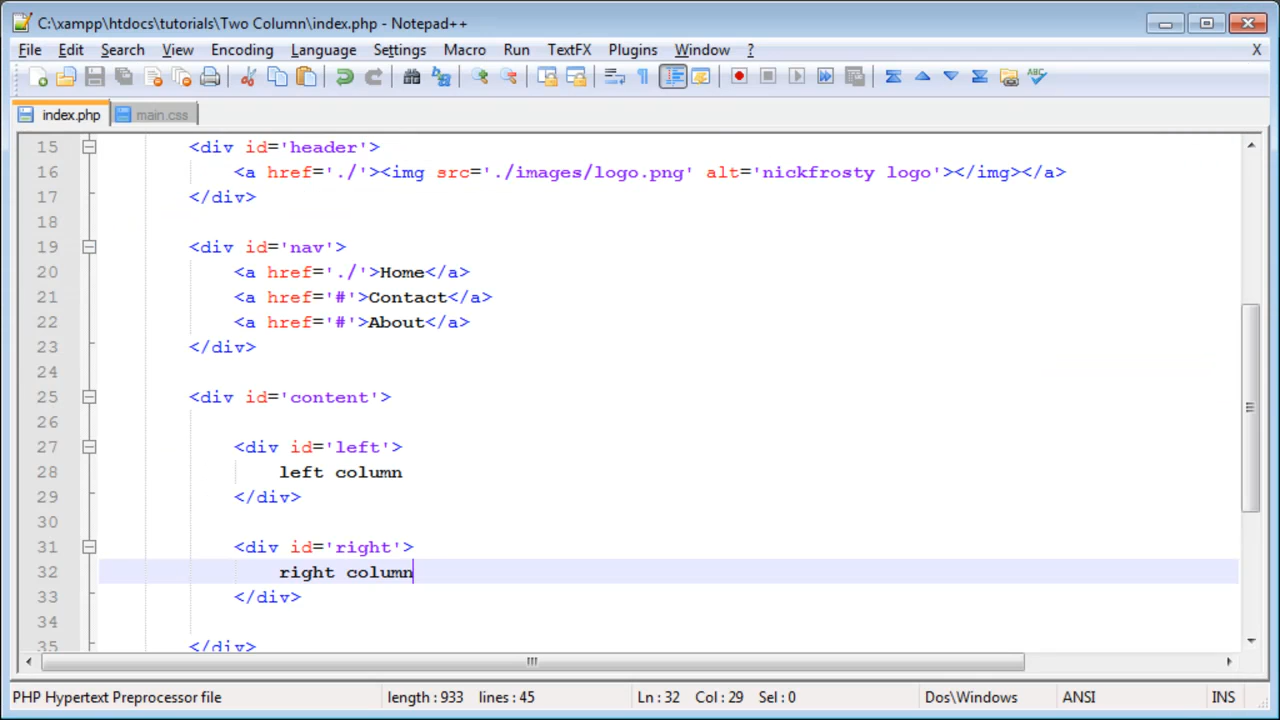 C:\xampp\htdocs\tutorials\Two Column\index.php - Notepad++
File Edit Search View Encoding Language Settings Macro Run TextFX Plugins Window ? X
index.php main.css
15 <div id='header'>
16 <a href='./'><img src='./images/logo.png' alt='nickfrosty logo'></img></a>
17 </div>
18
19 <div id='nav'>
20 <a href='./'>Home</a>
21 <a href='#'>Contact</a>
22 <a href='#'>About</a>
23 </div>
24
25 <div id='content'>
26
27 <div id='left'>
28 left column
29 </div>
30
31 <div id='right'>
32 right column
33 </div>
34
35 </div>
PHP Hypertext Preprocessor file length : 933 lines : 45 Ln : 32 Col : 29 Sel : 0 Dos\Windows ANSI INS